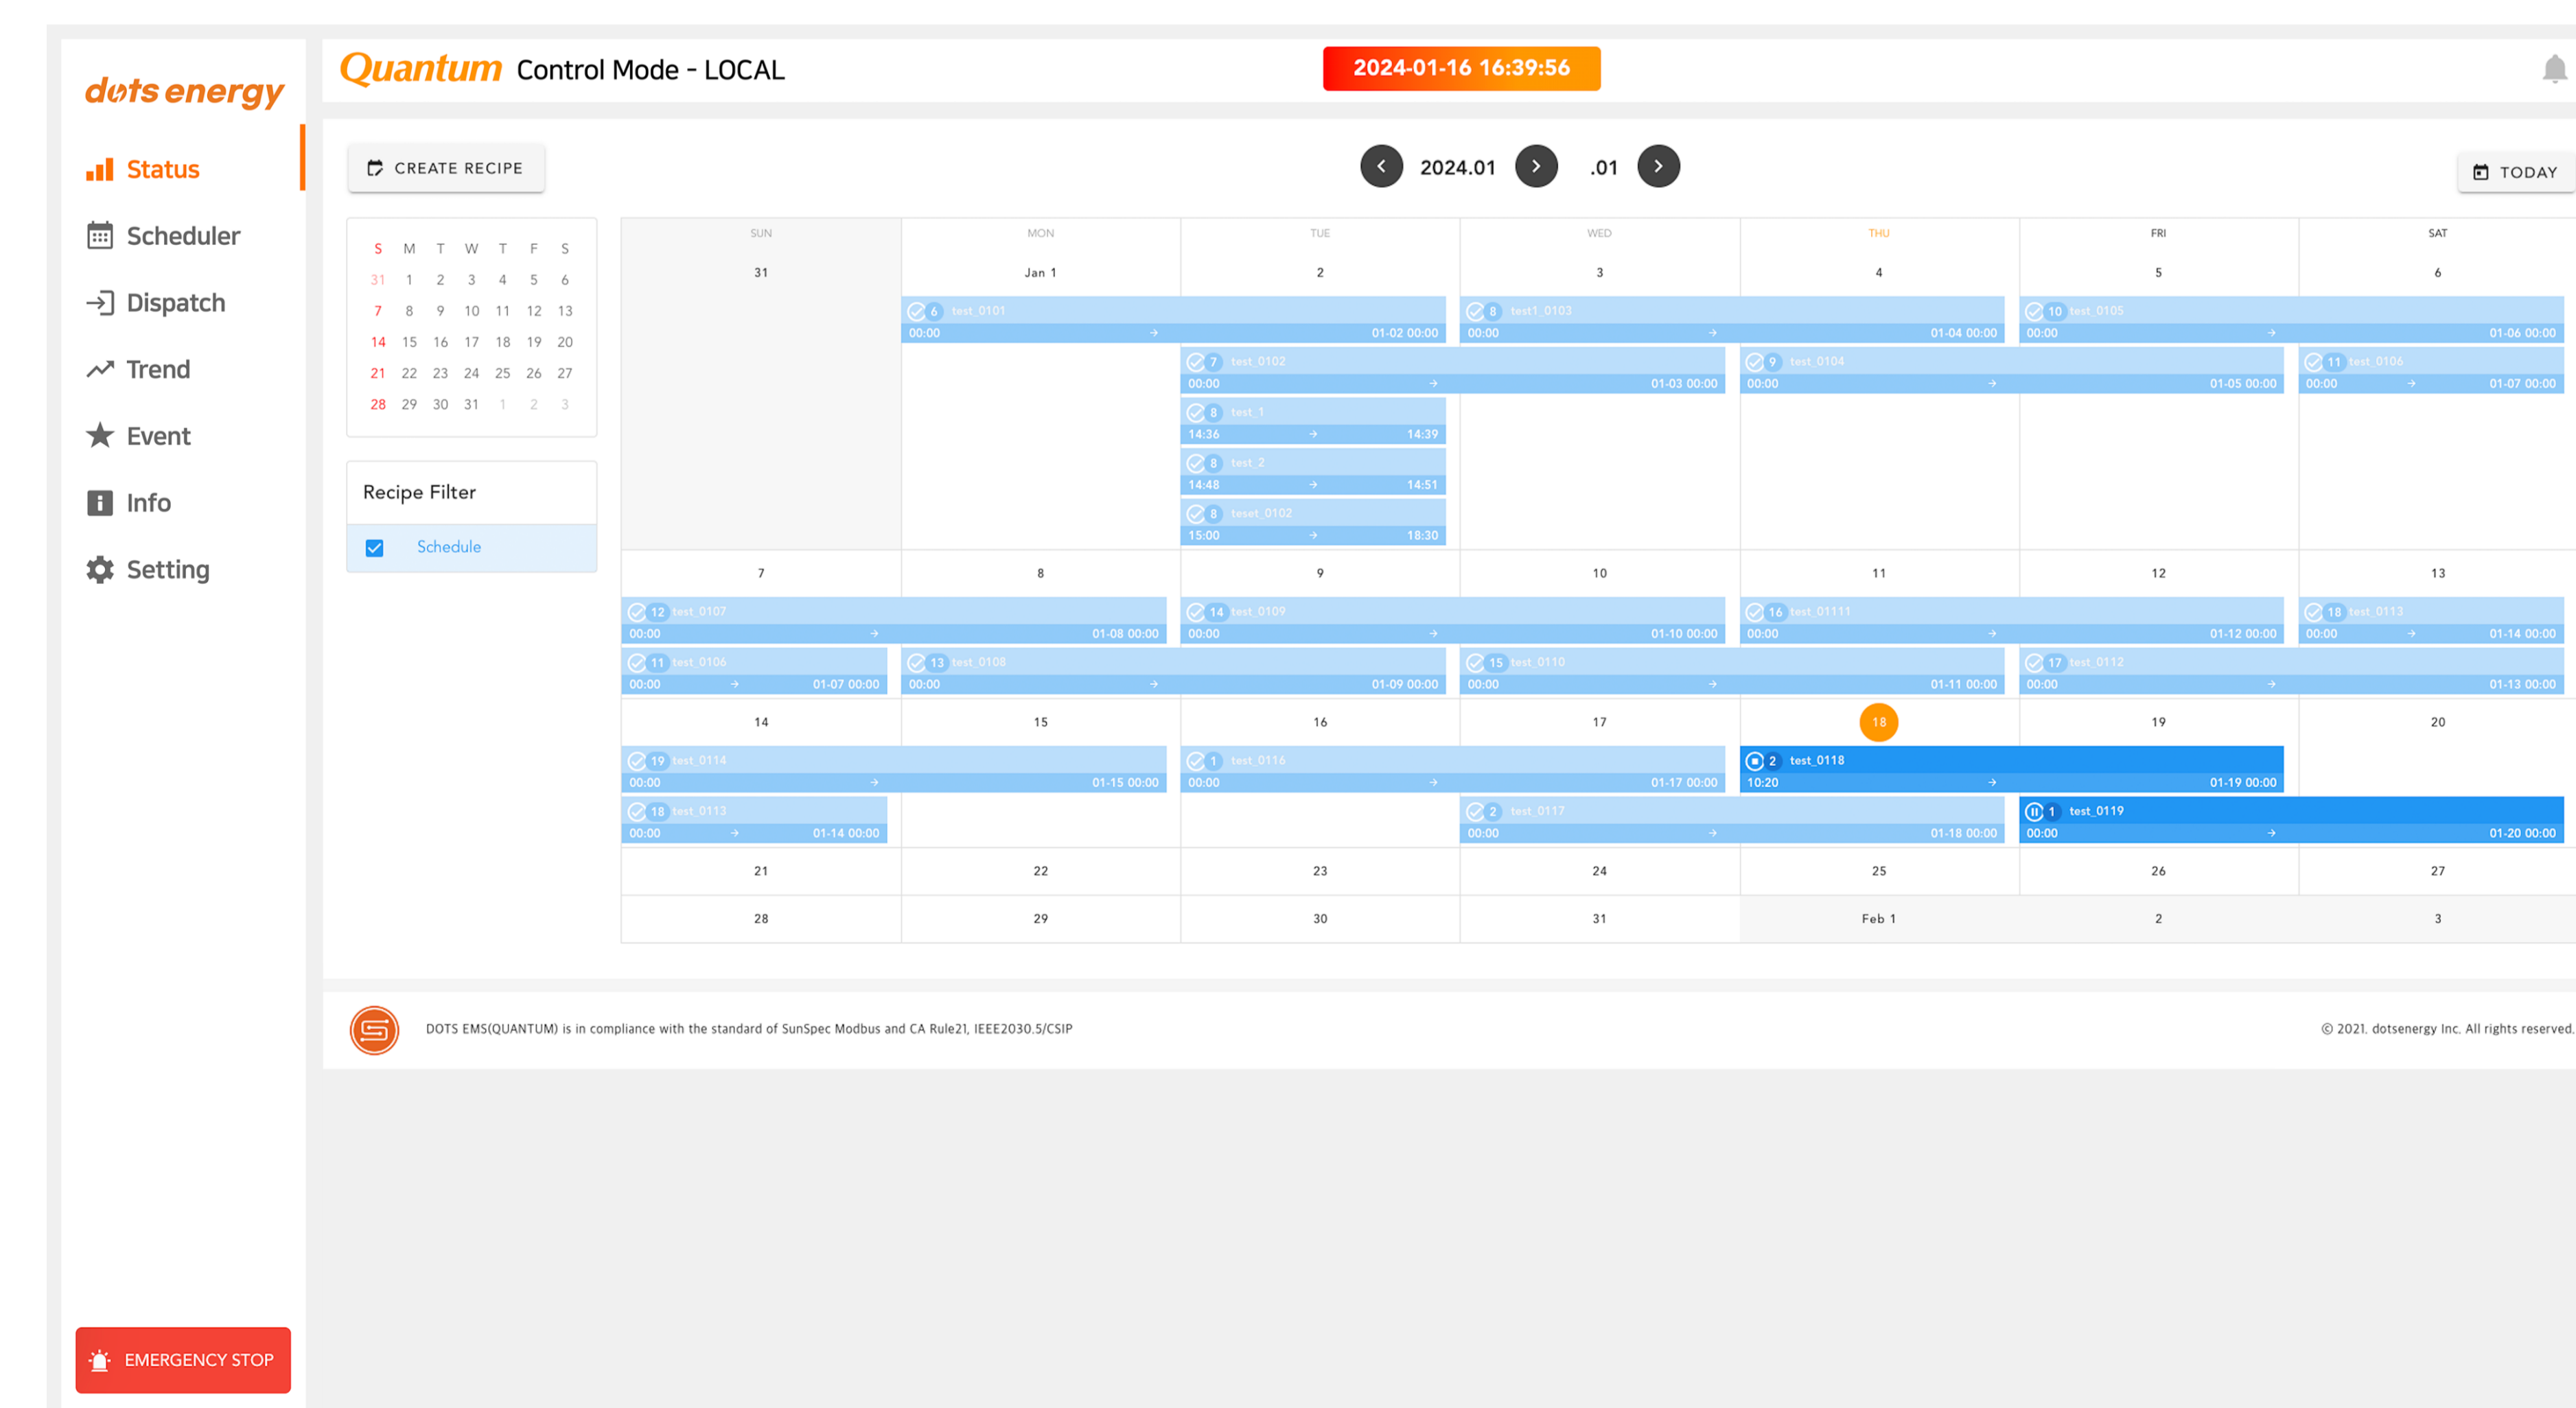 dots energy
Status
Scheduler
Dispatch
Trend
Event
Info
Setting
EMERGENCY STOP
Quantum Control Mode - LOCAL
2024-01-16 16:39:56
CREATE RECIPE
2024.01 .01
TODAY
S M T W T F S
31 1 2 3 4 5 6
7 8 9 10 11 12 13
14 15 16 17 18 19 20
21 22 23 24 25 26 27
28 29 30 31 1 2 3
Recipe Filter
Schedule
SUN MON TUE WED THU FRI SAT
31 Jan 1 2 3 4 5 6
6 test_0101 8 test1_0103 10 test_0105
00:00 → 01-02 00:00 00:00 → 01-04 00:00 00:00 → 01-06 00:00
7 test_0102 9 test_0104 11 test_0106
00:00 → 01-03 00:00 00:00 → 01-05 00:00 00:00 → 01-07 00:00
8 test_1
14:36 → 14:39
8 test_2
14:48 → 14:51
8 teset_0102
15:00 → 18:30
7 8 9 10 11 12 13
12 test_0107 14 test_0109 16 test_01111 18 test_0113
00:00 → 01-08 00:00 00:00 → 01-10 00:00 00:00 → 01-12 00:00 00:00 → 01-14 00:00
11 test_0106 13 test_0108 15 test_0110 17 test_0112
00:00 → 01-07 00:00 00:00 → 01-09 00:00 00:00 → 01-11 00:00 00:00 → 01-13 00:00
14 15 16 17 18 19 20
19 test_0114 1 test_0116 2 test_0118
00:00 → 01-15 00:00 00:00 → 01-17 00:00 10:20 → 01-19 00:00
18 test_0113 2 test_0117 1 test_0119
00:00 → 01-14 00:00 00:00 → 01-18 00:00 00:00 → 01-20 00:00
21 22 23 24 25 26 27
28 29 30 31 Feb 1 2 3
DOTS EMS(QUANTUM) is in compliance with the standard of SunSpec Modbus and CA Rule21, IEEE2030.5/CSIP
© 2021. dotsenergy Inc. All rights reserved.